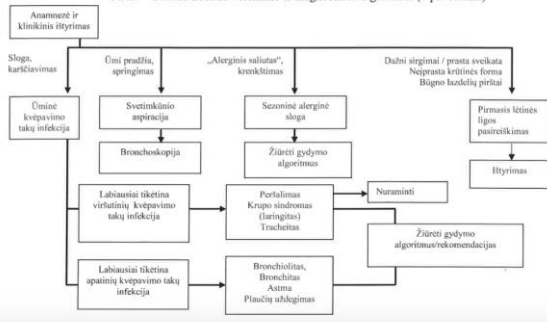 Anamnezė ir
klinikinis ištyrimas
Sloga,
karščiavimas
Ūmi pradžia,
springimas
„Alerginis saliutas“,
krenkštimas
Dažni sirgimai / prasta sveikata
Neįprasta krūtinės forma
Būgno lazdelių pirštai
Ūminė
kvėpavimo
takų infekcija
Svetimkūnio
aspiracija
Sezoninė alerginė
sloga
Pirmasis lėtinės
ligos
pasireiškimas
Bronchoskopija
Žiūrėti gydymo
algoritmus
Ištyrimas
Labiausiai tikėtina
viršutinių kvėpavimo
takų infekcija
Peršalimas
Krupo sindromas
(laringitas)
Tracheitas
Nuraminti
Žiūrėti gydymo
algoritmus/rekomendacijas
Labiausiai tikėtina
apatinių kvėpavimo takų
infekcija
Bronchiolitas,
Bronchitas
Astma
Plaučių uždegimas